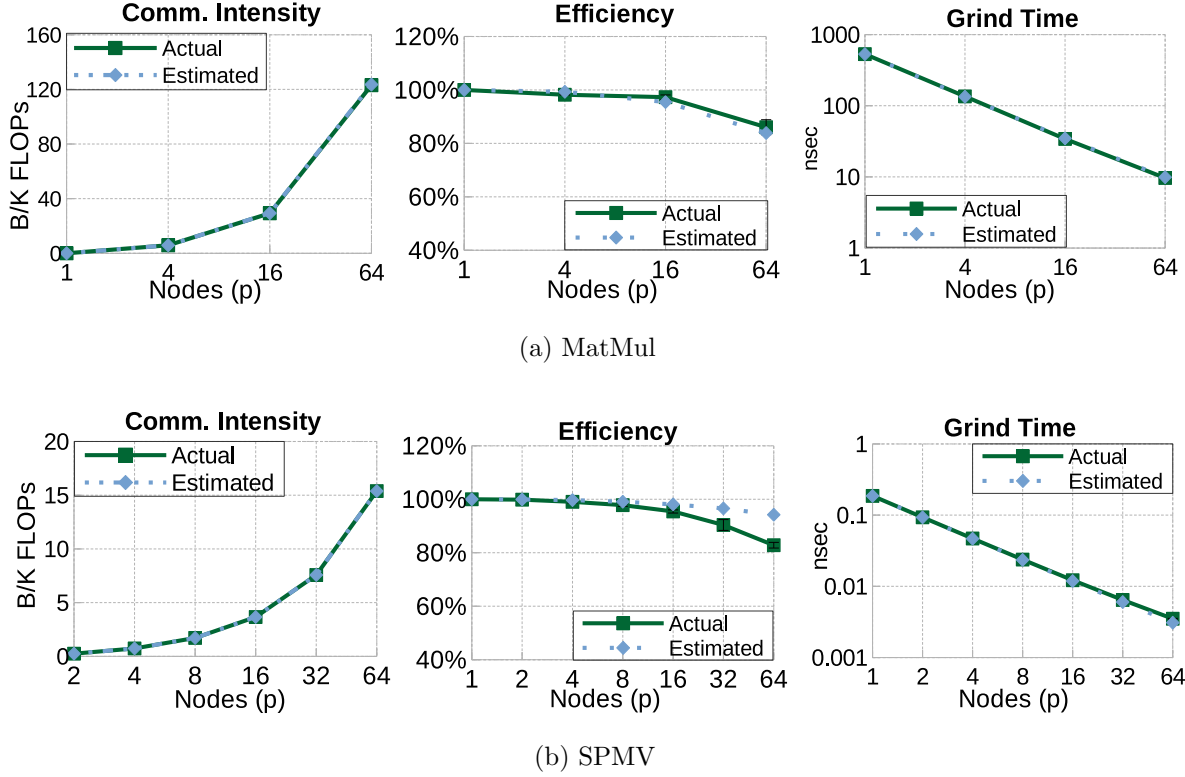 Comm. Intensity
160
120
80
40
0
B/K FLOPs
Actual
Estimated
1 4 16 64
Nodes (p)
Efficiency
120%
100%
80%
60%
40%
Actual
Estimated
1 4 16 64
Nodes (p)
Grind Time
1000
100
10
1
nsec
Actual
Estimated
1 4 16 64
Nodes (p)
(a) MatMul
Comm. Intensity
20
15
10
5
0
B/K FLOPs
Actual
Estimated
2 4 8 16 32 64
Nodes (p)
Efficiency
120%
100%
80%
60%
40%
Actual
Estimated
1 2 4 8 16 32 64
Nodes (p)
Grind Time
1
0.1
0.01
0.001
nsec
Actual
Estimated
1 2 4 8 16 32 64
Nodes (p)
(b) SPMV